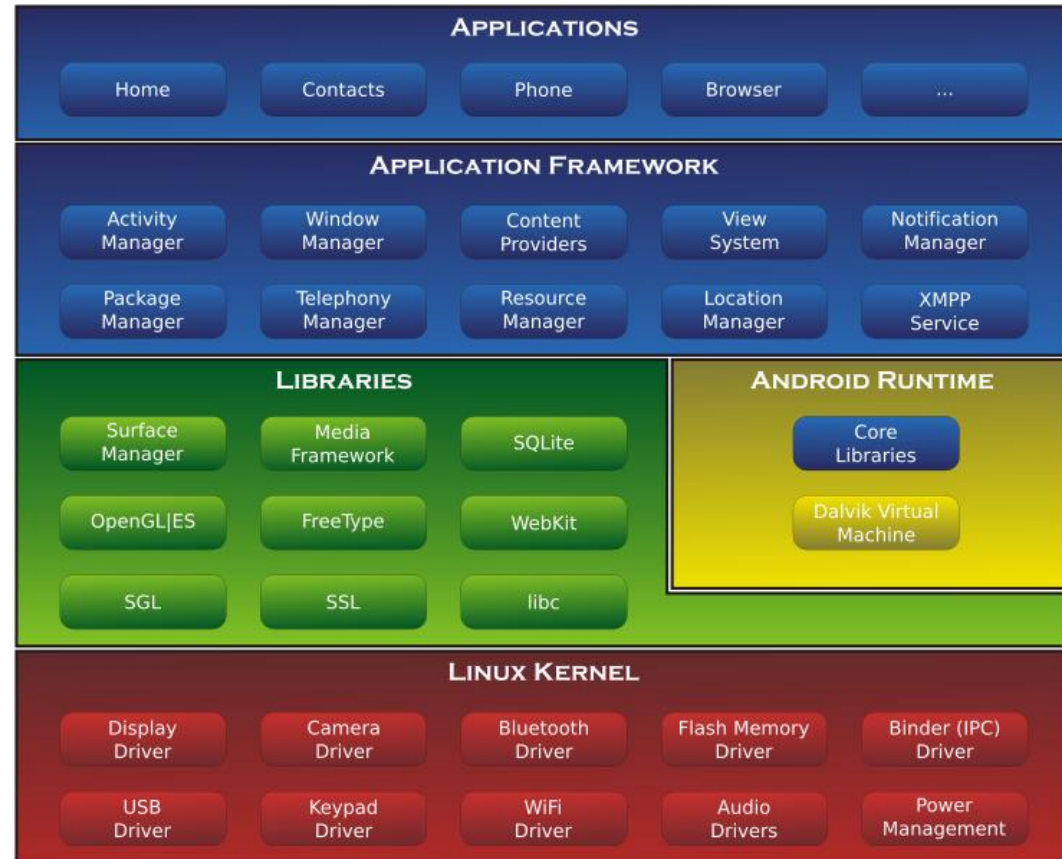 APPLICATIONS
Home
Contacts
Phone
Browser
...
APPLICATION FRAMEWORK
Activity
Manager
Window
Manager
Content
Providers
View
System
Notification
Manager
Package
Manager
Telephony
Manager
Resource
Manager
Location
Manager
XMPP
Service
LIBRARIES
Surface
Manager
Media
Framework
SQLite
OpenGL|ES
FreeType
WebKit
SGL
SSL
libc
ANDROID RUNTIME
Core
Libraries
Dalvik Virtual
Machine
LINUX KERNEL
Display
Driver
Camera
Driver
Bluetooth
Driver
Flash Memory
Driver
Binder (IPC)
Driver
USB
Driver
Keypad
Driver
WiFi
Driver
Audio
Drivers
Power
Management